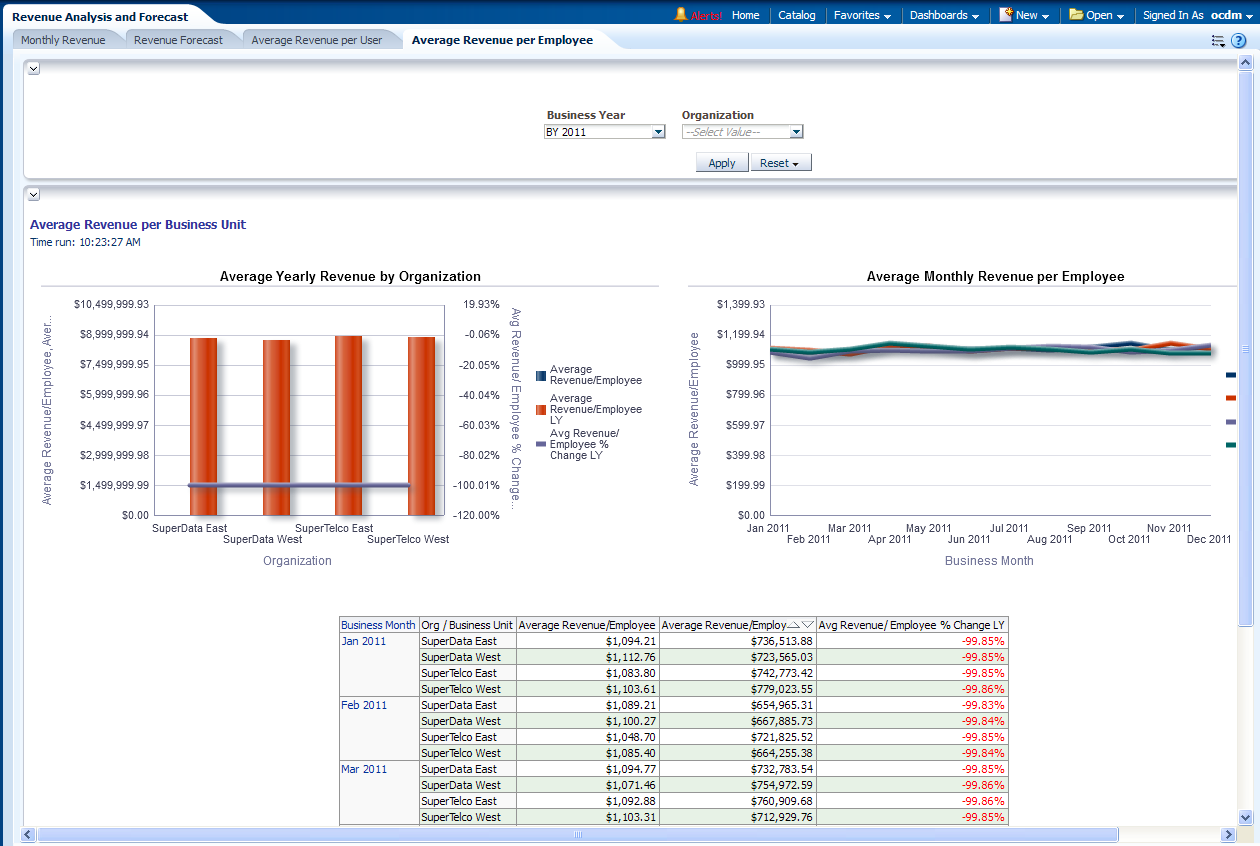 Revenue Analysis and Forecast
Alerts! Home Catalog Favorites Dashboards New Open Signed In As ocdm
Monthly Revenue Revenue Forecast Average Revenue per User Average Revenue per Employee
Business Year Organization
BY 2011 --Select Value--
Apply Reset
Average Revenue per Business Unit
Time run: 10:23:27 AM
Average Yearly Revenue by Organization
$10,499,999.93
$8,999,999.94
$7,499,999.95
$5,999,999.96
$4,499,999.97
$2,999,999.98
$1,499,999.99
$0.00
Average Revenue/Employee, Aver...
19.93%
-0.06%
-20.05%
-40.04%
-60.03%
-80.02%
-100.01%
-120.00%
Avg Revenue/ Employee % Change...
Average
Revenue/Employee
Average
Revenue/Employee
LY
Avg Revenue/
Employee %
Change LY
SuperData East SuperTelco East
SuperData West SuperTelco West
Organization
Average Monthly Revenue per Employee
$1,399.93
$1,199.94
$999.95
$799.96
$599.97
$399.98
$199.99
$0.00
Average Revenue/Employee
Jan 2011 Mar 2011 May 2011 Jul 2011 Sep 2011 Nov 2011
Feb 2011 Apr 2011 Jun 2011 Aug 2011 Oct 2011 Dec 2011
Business Month
Business Month Org / Business Unit Average Revenue/Employee Average Revenue/Employ Avg Revenue/ Employee % Change LY
Jan 2011 SuperData East $1,094.21 $736,513.88 -99.85%
SuperData West $1,112.76 $723,565.03 -99.85%
SuperTelco East $1,083.80 $742,773.42 -99.85%
SuperTelco West $1,103.61 $779,023.55 -99.86%
Feb 2011 SuperData East $1,089.21 $654,965.31 -99.83%
SuperData West $1,100.27 $667,885.73 -99.84%
SuperTelco East $1,048.70 $721,825.52 -99.85%
SuperTelco West $1,085.40 $664,255.38 -99.84%
Mar 2011 SuperData East $1,094.77 $732,783.54 -99.85%
SuperData West $1,071.46 $754,972.59 -99.86%
SuperTelco East $1,092.88 $760,909.68 -99.86%
SuperTelco West $1,103.31 $712,929.76 -99.85%